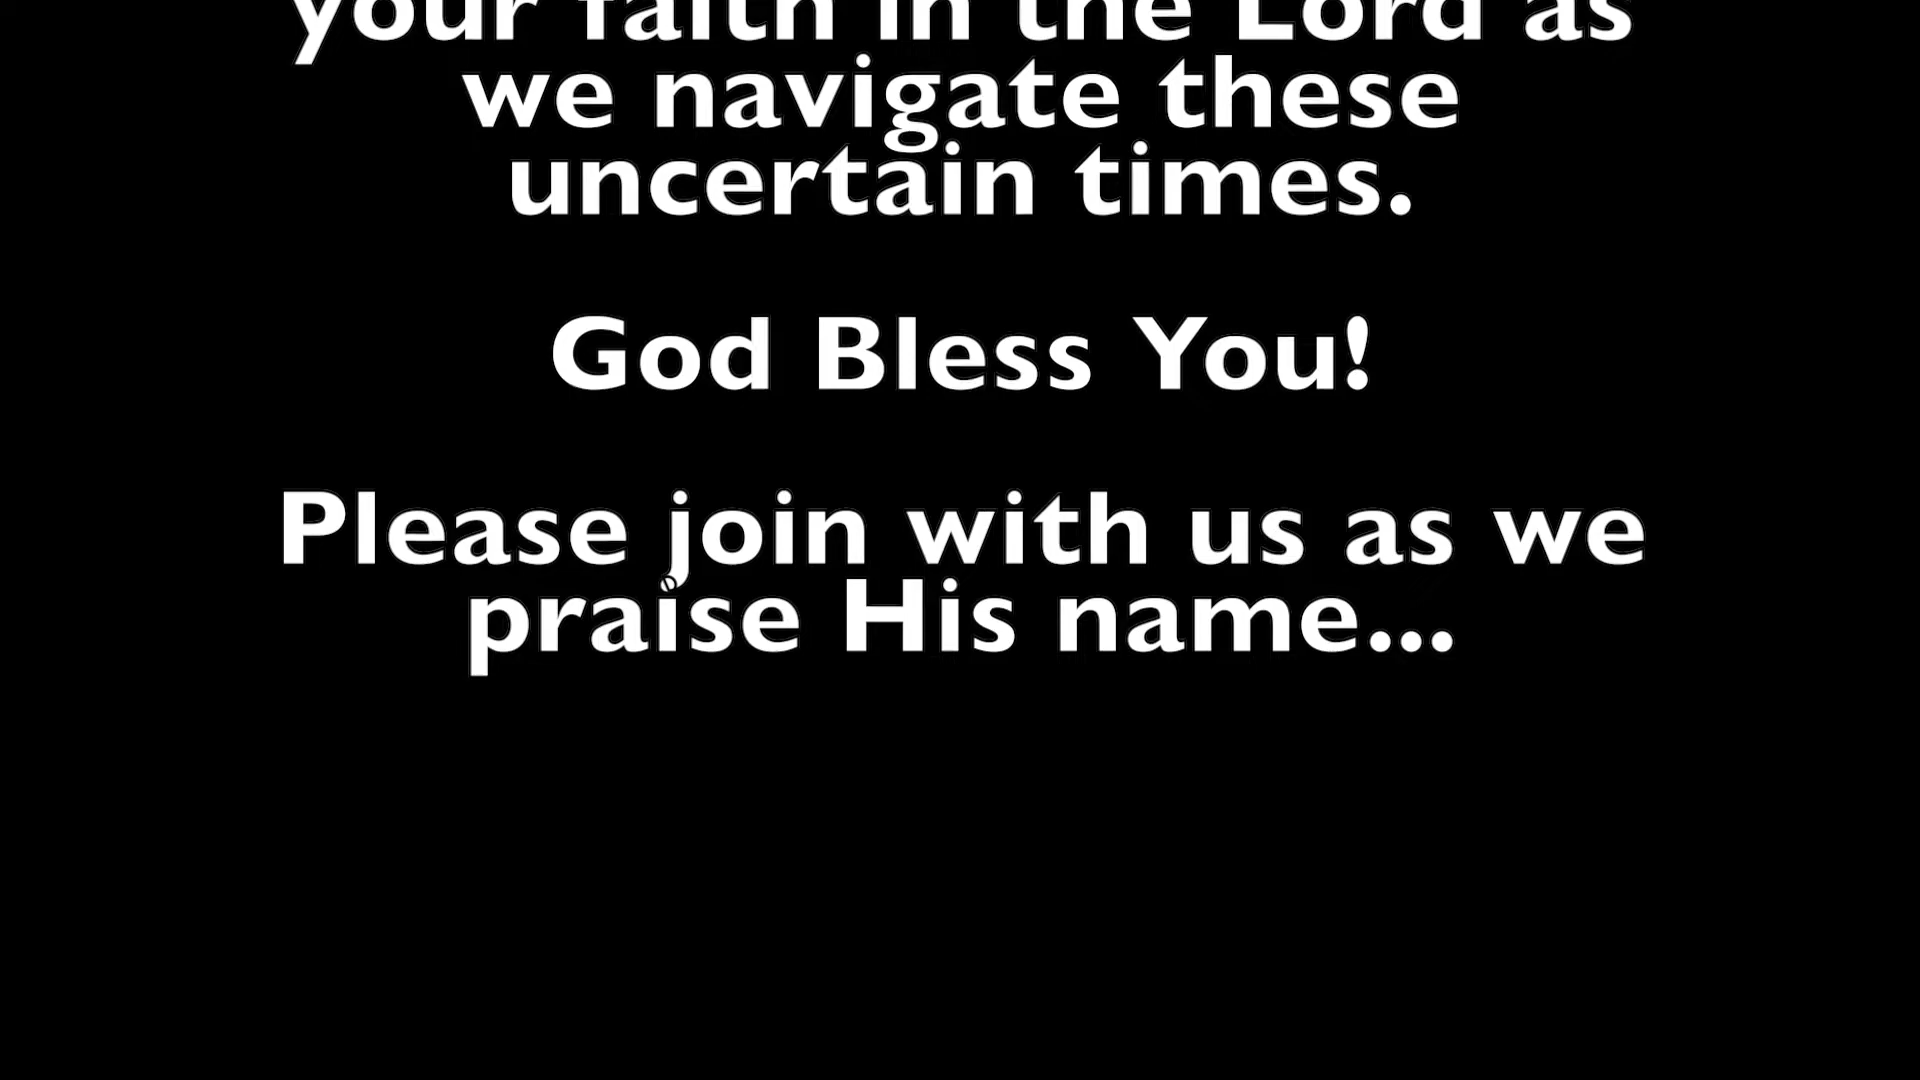 your faith in the Lord as
we navigate these
uncertain times.
God Bless You!
Please join with us as we
praise His name...